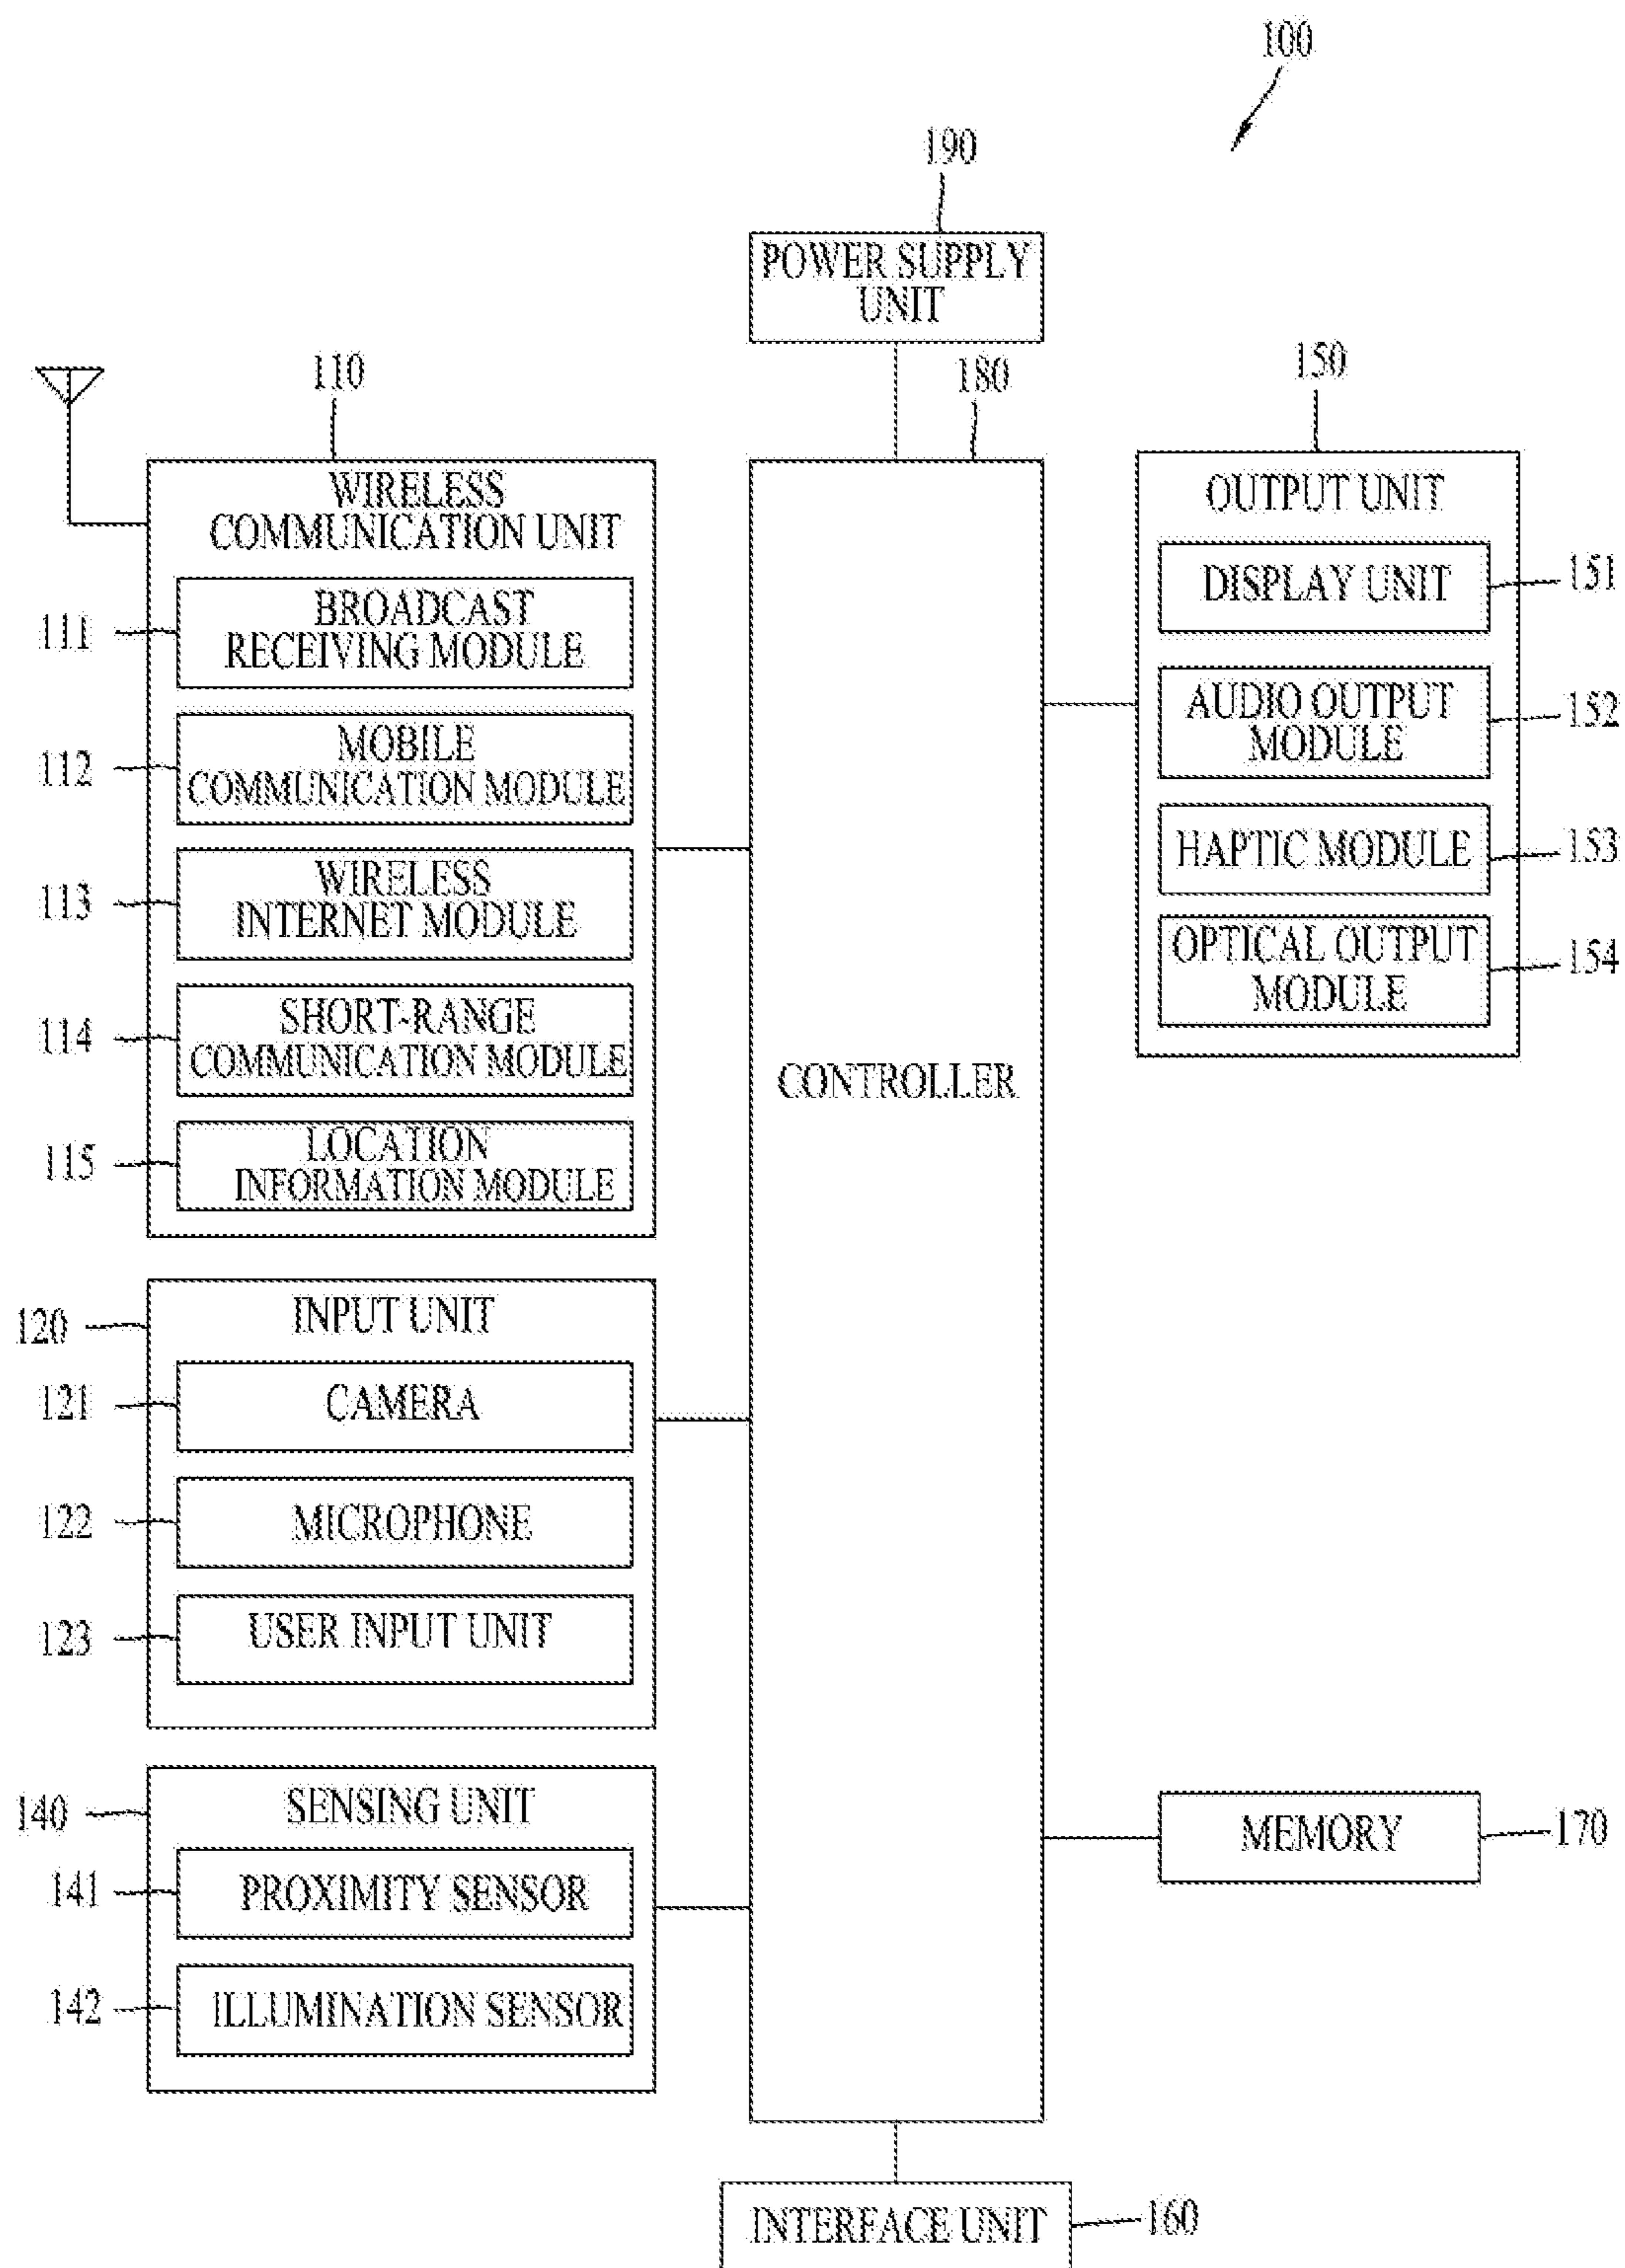 100
190
POWER SUPPLY
UNIT
110
180
150
WIRELESS
COMMUNICATION UNIT
111
BROADCAST
RECEIVING MODULE
112
MOBILE
COMMUNICATION MODULE
113
WIRELESS
INTERNET MODULE
114
SHORT-RANGE
COMMUNICATION MODULE
115
LOCATION
INFORMATION MODULE
120
INPUT UNIT
121
CAMERA
122
MICROPHONE
123
USER INPUT UNIT
140
SENSING UNIT
141
PROXIMITY SENSOR
142
ILLUMINATION SENSOR
CONTROLLER
OUTPUT UNIT
DISPLAY UNIT
151
AUDIO OUTPUT
MODULE
152
HAPTIC MODULE
153
OPTICAL OUTPUT
MODULE
154
MEMORY
170
INTERFACE UNIT
160